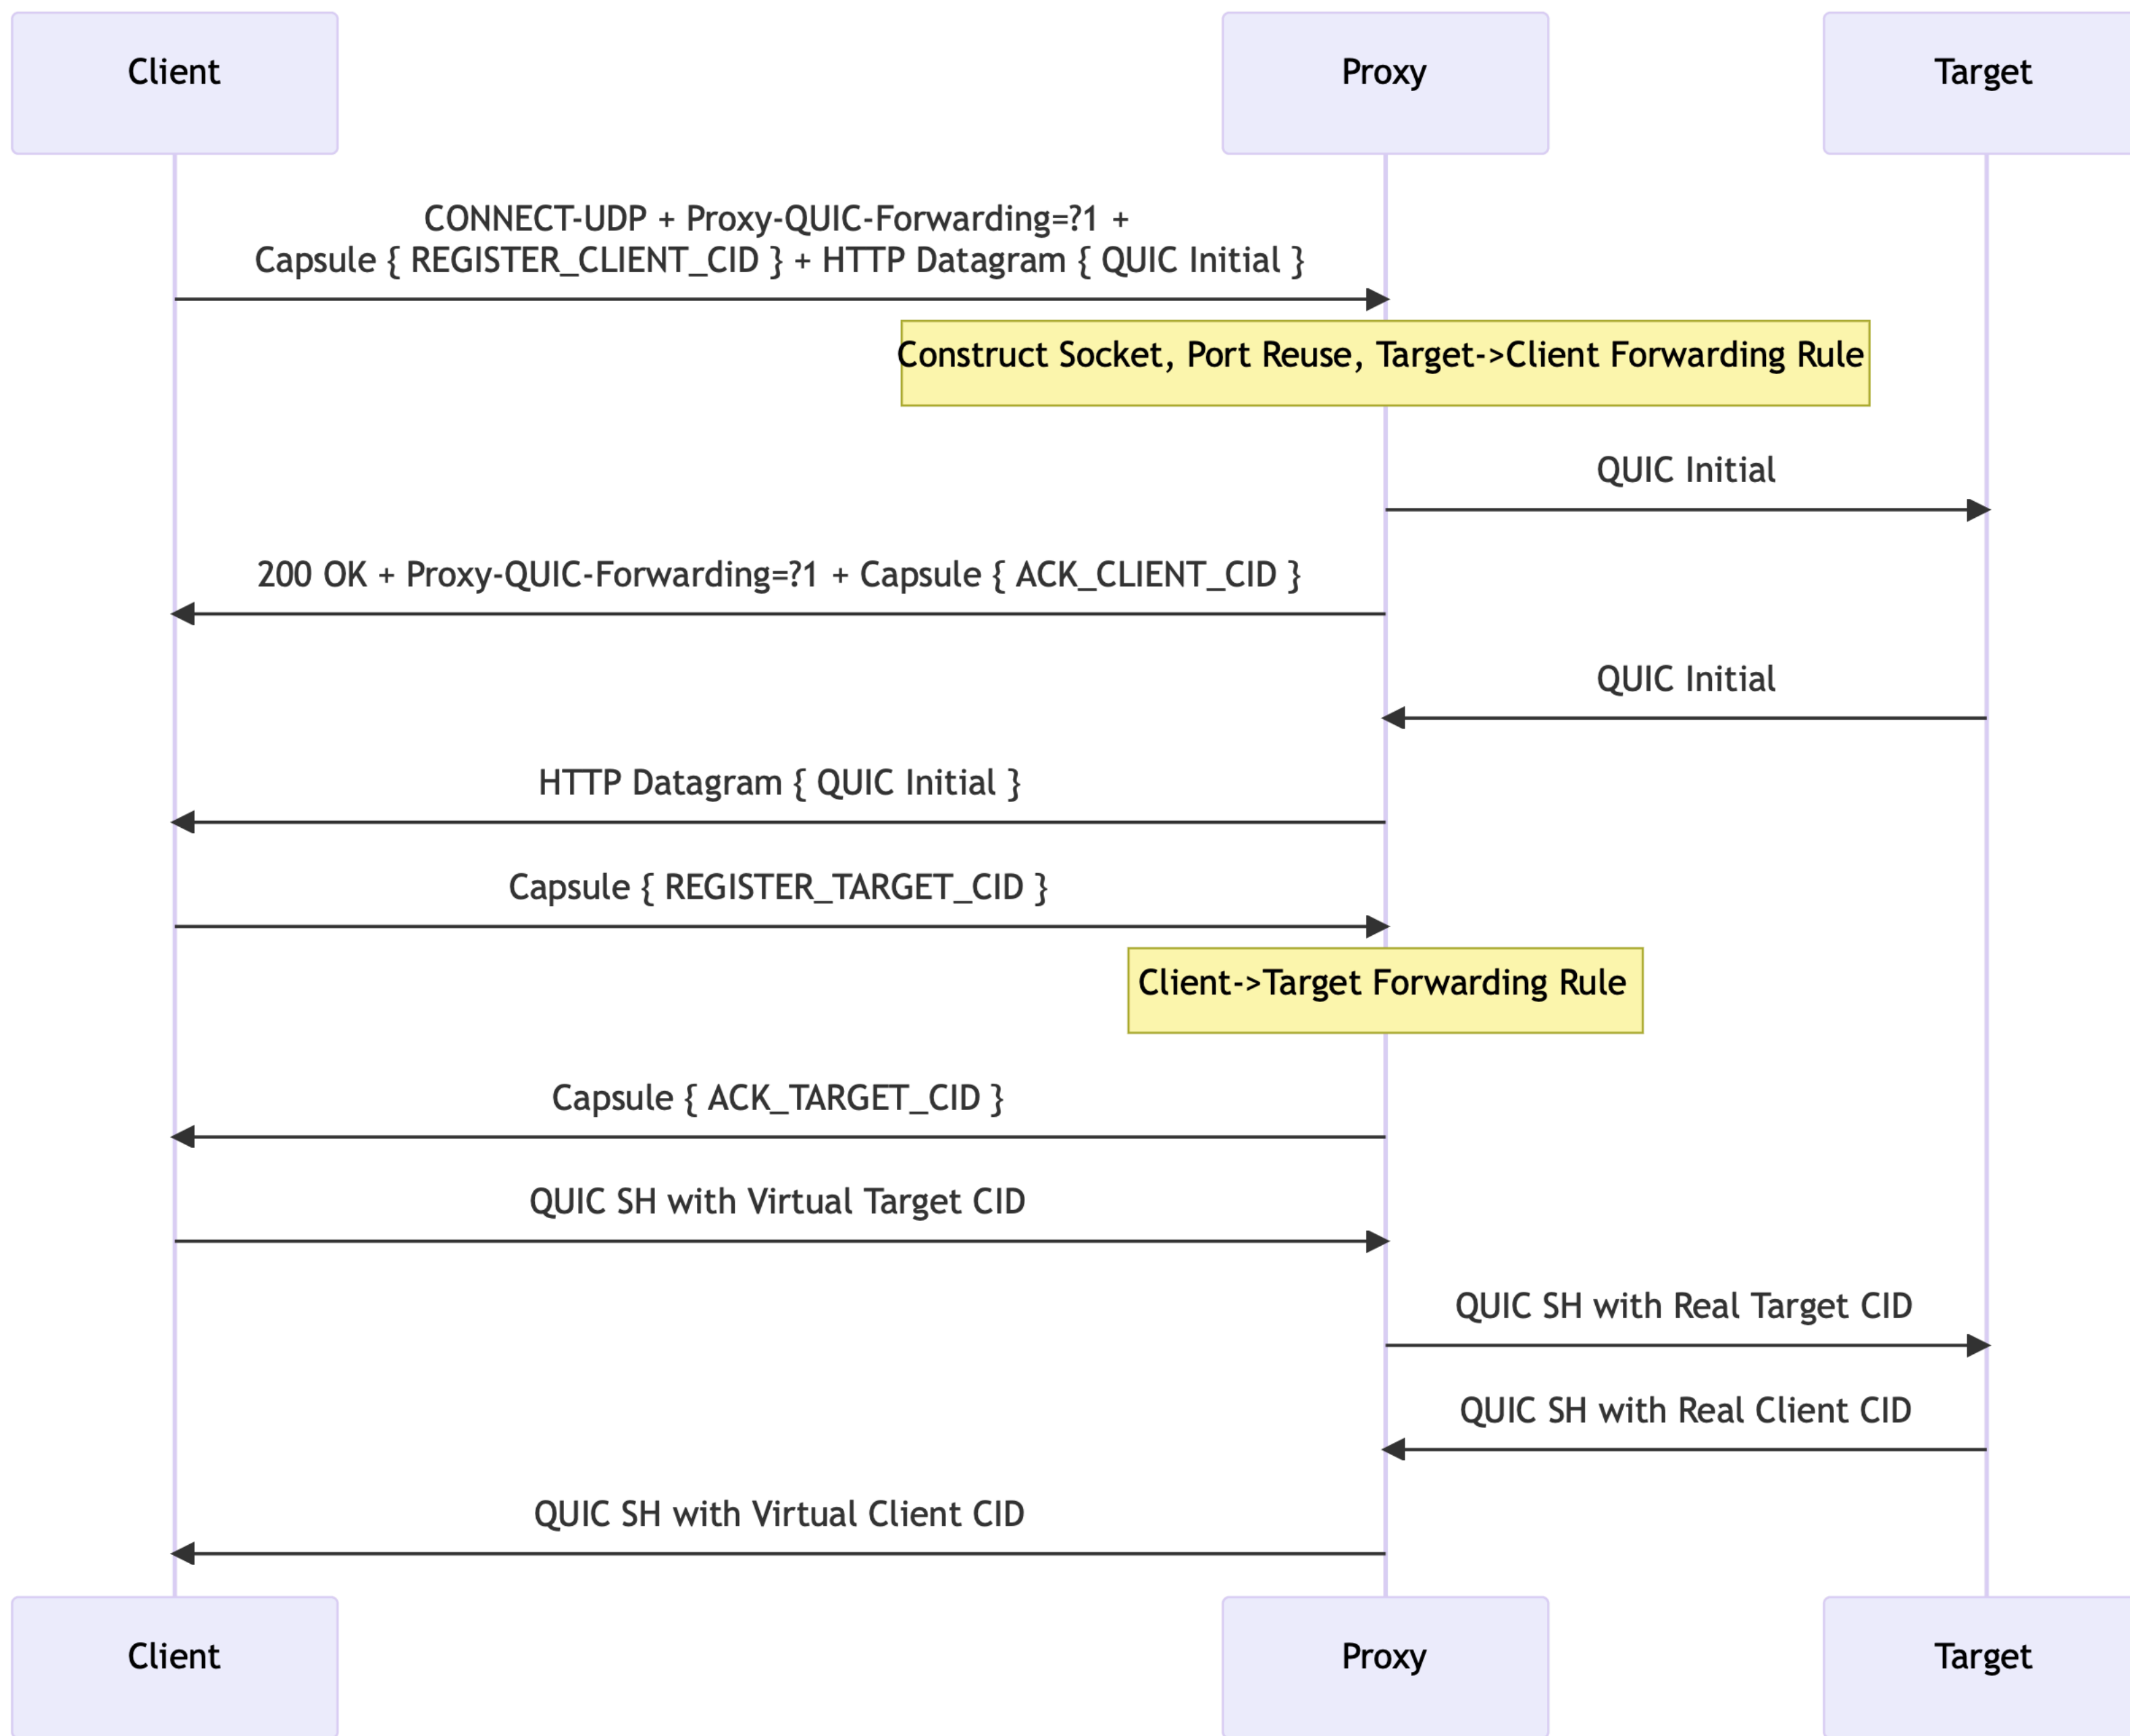 Client
Proxy
Target
CONNECT-UDP + Proxy-QUIC-Forwarding=?1 +
Capsule { REGISTER_CLIENT_CID } + HTTP Datagram { QUIC Initial }
Construct Socket, Port Reuse, Target->Client Forwarding Rule
QUIC Initial
200 OK + Proxy-QUIC-Forwarding=?1 + Capsule { ACK_CLIENT_CID }
QUIC Initial
HTTP Datagram { QUIC Initial }
Capsule { REGISTER_TARGET_CID }
Client->Target Forwarding Rule
Capsule { ACK_TARGET_CID }
QUIC SH with Virtual Target CID
QUIC SH with Real Target CID
QUIC SH with Real Client CID
QUIC SH with Virtual Client CID
Client
Proxy
Target